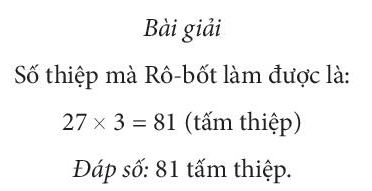 Bài giải
Số thiệp mà Rô-bốt làm được là:
27 × 3 = 81 (tấm thiệp)
Đáp số: 81 tấm thiệp.